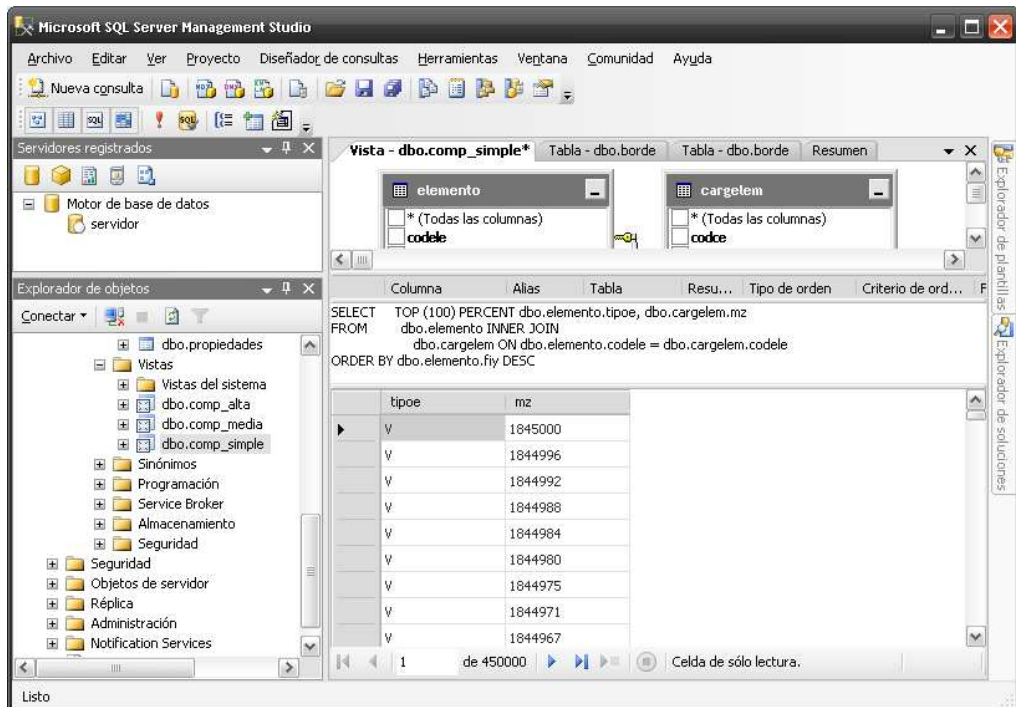 Microsoft SQL Server Management Studio
Archivo Editar Ver Proyecto Diseñador de consultas Herramientas Ventana Comunidad Ayuda
Nueva consulta
Servidores registrados
Motor de base de datos
servidor
Explorador de objetos
Conectar
dbo.propiedades
Vistas
Vistas del sistema
dbo.comp_alta
dbo.comp_media
dbo.comp_simple
Sinónimos
Programación
Service Broker
Almacenamiento
Seguridad
Seguridad
Objetos de servidor
Réplica
Administración
Notification Services
Vista - dbo.comp_simple* Tabla - dbo.borde Tabla - dbo.borde Resumen
elemento
* (Todas las columnas)
codele
cargelem
* (Todas las columnas)
codce
Columna Alias Tabla Resu... Tipo de orden Criterio de ord... F
SELECT TOP (100) PERCENT dbo.elemento.tipoe, dbo.cargelem.mz
FROM dbo.elemento INNER JOIN
dbo.cargelem ON dbo.elemento.codele = dbo.cargelem.codele
ORDER BY dbo.elemento.fiy DESC
tipoe mz
V 1845000
V 1844996
V 1844992
V 1844988
V 1844984
V 1844980
V 1844975
V 1844971
V 1844967
1 de 450000 Celda de sólo lectura.
Explorador de plantillas
Explorador de soluciones
Listo